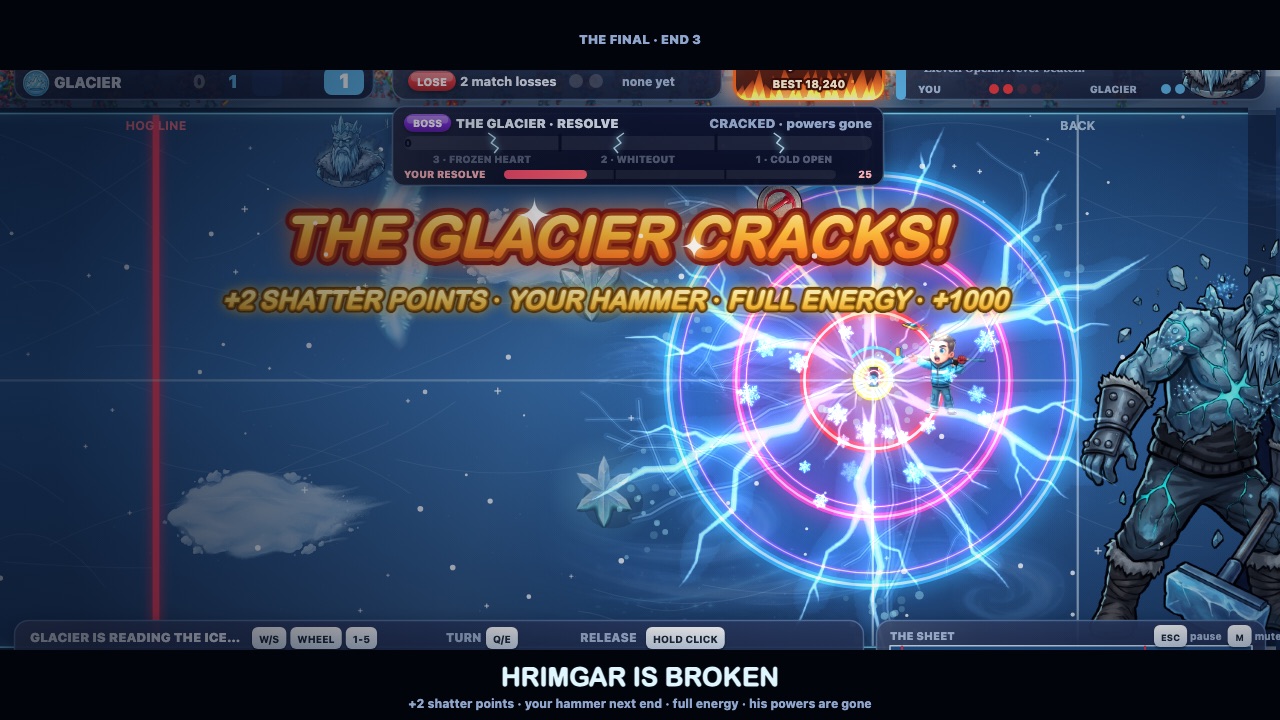 THE FINAL · END 3
GLACIER 0 1 1
LOSE 2 match losses none yet
BEST 18,240
YOU GLACIER
HOG LINE
BACK
BOSS THE GLACIER · RESOLVE CRACKED · powers gone
0
3 · FROZEN HEART 2 · WHITEOUT 1 · COLD OPEN
YOUR RESOLVE 25
THE GLACIER CRACKS!
+2 SHATTER POINTS · YOUR HAMMER · FULL ENERGY · +1000
GLACIER IS READING THE ICE... W/S WHEEL 1-5 TURN Q/E RELEASE HOLD CLICK
THE SHEET ESC pause M mute
HRIMGAR IS BROKEN
+2 shatter points · your hammer next end · full energy · his powers are gone